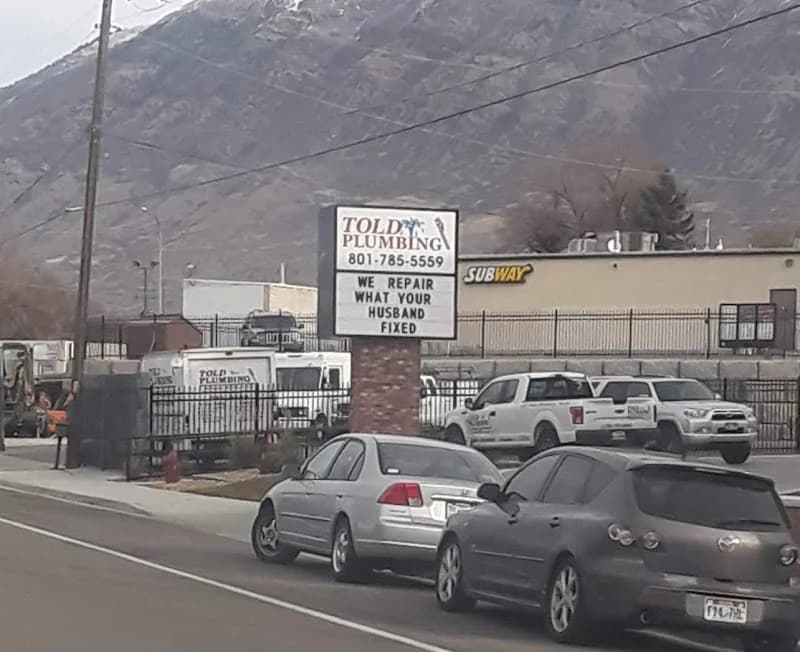 TOLD
PLUMBING
801-785-5559
WE REPAIR
WHAT YOUR
HUSBAND
FIXED
SUBWAY
TOLD
PLUMBING